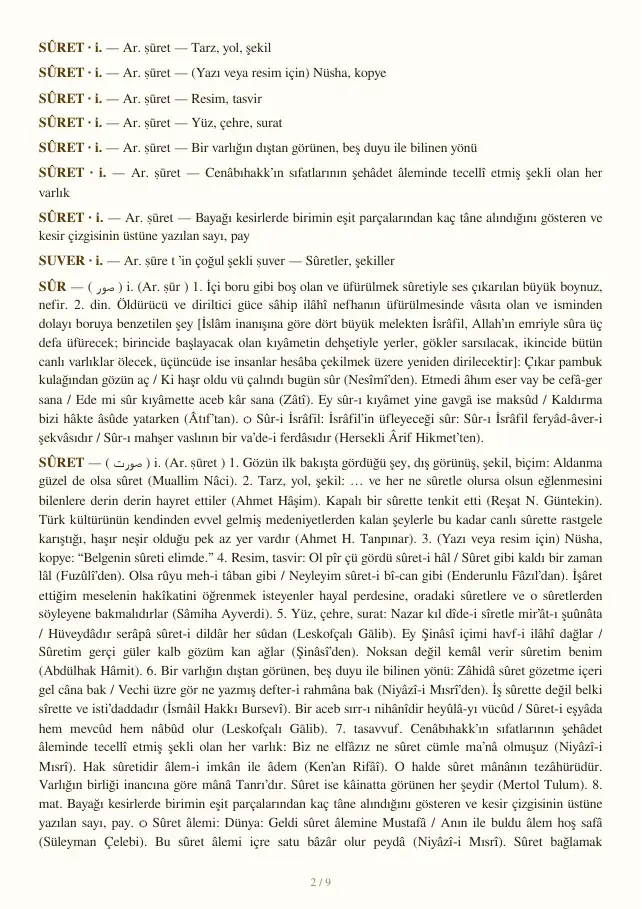 SÛRET · i. — Ar. ṣūret — Tarz, yol, şekil
SÛRET · i. — Ar. ṣūret — (Yazı veya resim için) Nüsha, kopye
SÛRET · i. — Ar. ṣūret — Resim, tasvir
SÛRET · i. — Ar. ṣūret — Yüz, çehre, surat
SÛRET · i. — Ar. ṣūret — Bir varlığın dıştan görünen, beş duyu ile bilinen yönü
SÛRET · i. — Ar. ṣūret — Cenâbıhakk’ın sıfatlarının şehâdet âleminde tecellî etmiş şekli olan her
varlık
SÛRET · i. — Ar. ṣūret — Bayağı kesirlerde birimin eşit parçalarından kaç tâne alındığını gösteren ve
kesir çizgisinin üstüne yazılan sayı, pay
SUVER · i. — Ar. ṣūre t ’in çoğul şekli ṣuver — Sûretler, şekiller
SÛR — ( صور ) i. (Ar. ṣūr ) 1. İçi boru gibi boş olan ve üfürülmek sûretiyle ses çıkarılan büyük boynuz,
nefir. 2. din. Öldürücü ve diriltici güce sâhip ilâhî nefhanın üfürülmesinde vâsıta olan ve isminden
dolayı boruya benzetilen şey [İslâm inanışına göre dört büyük melekten İsrâfil, Allah’ın emriyle sûra üç
defa üfürecek; birincide başlayacak olan kıyâmetin dehşetiyle yerler, gökler sarsılacak, ikincide bütün
canlı varlıklar ölecek, üçüncüde ise insanlar hesâba çekilmek üzere yeniden dirilecektir]: Çıkar pambuk
kulağından gözün aç / Ki haşr oldu vü çalındı bugün sûr (Nesîmî’den). Etmedi âhım eser vay be cefâ-ger
sana / Ede mi sûr kıyâmette aceb kâr sana (Zâtî). Ey sûr-ı kıyâmet yine gavgā ise maksûd / Kaldırma
bizi hâkte âsûde yatarken (Âtıf’tan). ѻ Sûr-i İsrâfil: İsrâfil’in üfleyeceği sûr: Sûr-ı İsrâfil feryâd-âver-i
şekvâsıdır / Sûr-ı mahşer vaslının bir va’de-i ferdâsıdır (Hersekli Ârif Hikmet’ten).
SÛRET — ( صورت ) i. (Ar. ṣūret ) 1. Gözün ilk bakışta gördüğü şey, dış görünüş, şekil, biçim: Aldanma
güzel de olsa sûret (Muallim Nâci). 2. Tarz, yol, şekil: … ve her ne sûretle olursa olsun eğlenmesini
bilenlere derin derin hayret ettiler (Ahmet Hâşim). Kapalı bir sûrette tenkit etti (Reşat N. Güntekin).
Türk kültürünün kendinden evvel gelmiş medeniyetlerden kalan şeylerle bu kadar canlı sûrette rastgele
karıştığı, haşır neşir olduğu pek az yer vardır (Ahmet H. Tanpınar). 3. (Yazı veya resim için) Nüsha,
kopye: “Belgenin sûreti elimde.” 4. Resim, tasvir: Ol pîr çü gördü sûret-i hâl / Sûret gibi kaldı bir zaman
lâl (Fuzûlî’den). Olsa rûyu meh-i tâban gibi / Neyleyim sûret-i bî-can gibi (Enderunlu Fâzıl’dan). İşâret
ettiğim meselenin hakîkatini öğrenmek isteyenler hayal perdesine, oradaki sûretlere ve o sûretlerden
söyleyene bakmalıdırlar (Sâmiha Ayverdi). 5. Yüz, çehre, surat: Nazar kıl dîde-i sîretle mir’ât-ı şuûnâta
/ Hüveydâdır serâpâ sûret-i dildâr her sûdan (Leskofçalı Gālib). Ey Şinâsî içimi havf-i ilâhî dağlar /
Sûretim gerçi güler kalb gözüm kan ağlar (Şinâsî’den). Noksan değil kemâl verir sûretim benim
(Abdülhak Hâmit). 6. Bir varlığın dıştan görünen, beş duyu ile bilinen yönü: Zâhidâ sûret gözetme içeri
gel câna bak / Vechi üzre gör ne yazmış defter-i rahmâna bak (Niyâzî-i Mısrî’den). İş sûrette değil belki
sîrette ve isti’daddadır (İsmâil Hakkı Bursevî). Bir aceb sırr-ı nihânîdir heyûlâ-yı vücûd / Sûret-i eşyâda
hem mevcûd hem nâbûd olur (Leskofçalı Gālib). 7. tasavvuf. Cenâbıhakk’ın sıfatlarının şehâdet
âleminde tecellî etmiş şekli olan her varlık: Biz ne elfâzız ne sûret cümle ma’nâ olmuşuz (Niyâzî-i
Mısrî). Hak sûretidir âlem-i imkân ile âdem (Ken’an Rifâî). O halde sûret mânânın tezâhürüdür.
Varlığın birliği inancına göre mânâ Tanrı’dır. Sûret ise kâinatta görünen her şeydir (Mertol Tulum). 8.
mat. Bayağı kesirlerde birimin eşit parçalarından kaç tâne alındığını gösteren ve kesir çizgisinin üstüne
yazılan sayı, pay. ѻ Sûret âlemi: Dünya: Geldi sûret âlemine Mustafâ / Anın ile buldu âlem hoş safâ
(Süleyman Çelebi). Bu sûret âlemi içre satu bâzâr olur peydâ (Niyâzî-i Mısrî). Sûret bağlamak
2 / 9